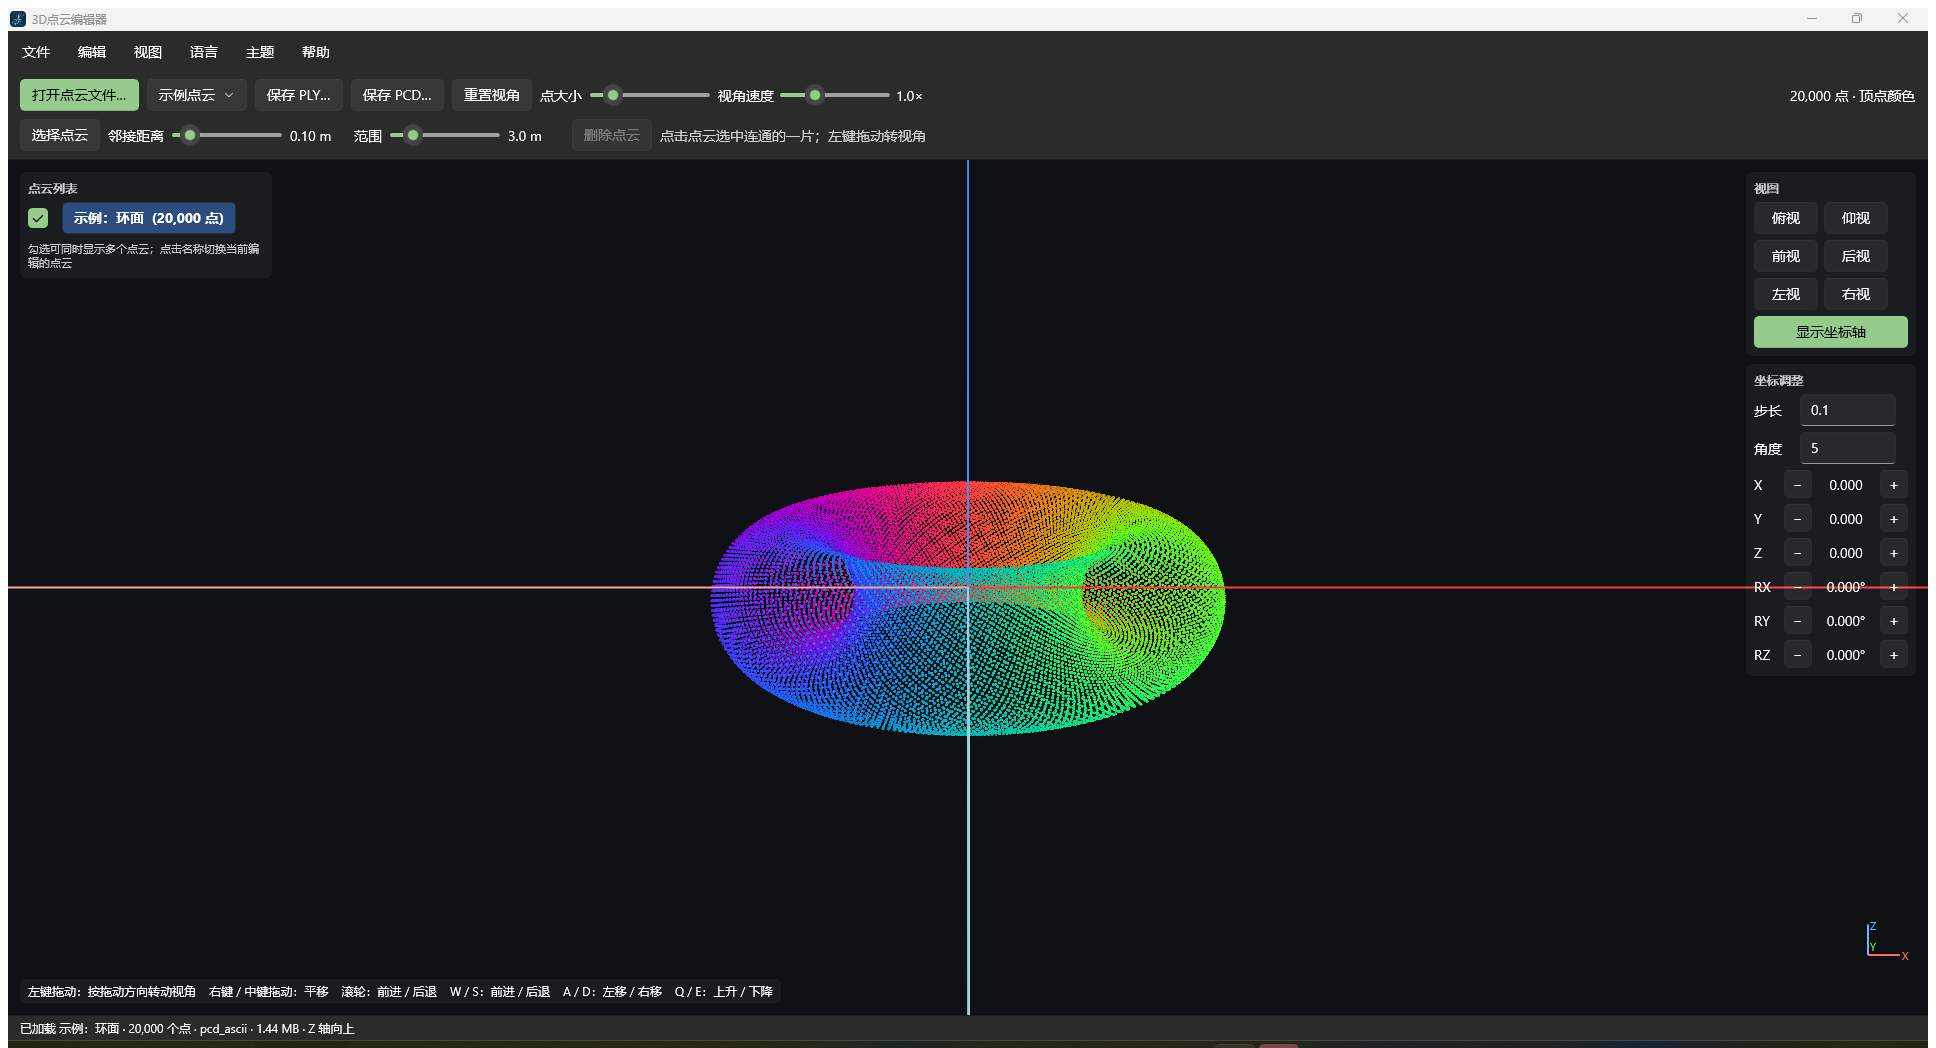 3D点云编辑器
文件 编辑 视图 语言 主题 帮助
打开点云文件... 示例点云 保存 PLY... 保存 PCD... 重置视角 点大小 视角速度 1.0× 20,000 点 · 顶点颜色
选择点云 邻接距离 0.10 m 范围 3.0 m 删除点云 点击点云选中连通的一片；左键拖动转视角
点云列表
示例：环面 (20,000 点)
勾选可同时显示多个点云；点击名称切换当前编
辑的点云
视图
俯视 仰视
前视 后视
左视 右视
显示坐标轴
坐标调整
步长 0.1
角度 5
X − 0.000 +
Y − 0.000 +
Z − 0.000 +
RX − 0.000° +
RY − 0.000° +
RZ − 0.000° +
Z
Y
X
左键拖动：按拖动方向转动视角 右键 / 中键拖动：平移 滚轮：前进 / 后退 W / S：前进 / 后退 A / D：左移 / 右移 Q / E：上升 / 下降
已加载 示例：环面 · 20,000 个点 · pcd_ascii · 1.44 MB · Z 轴向上